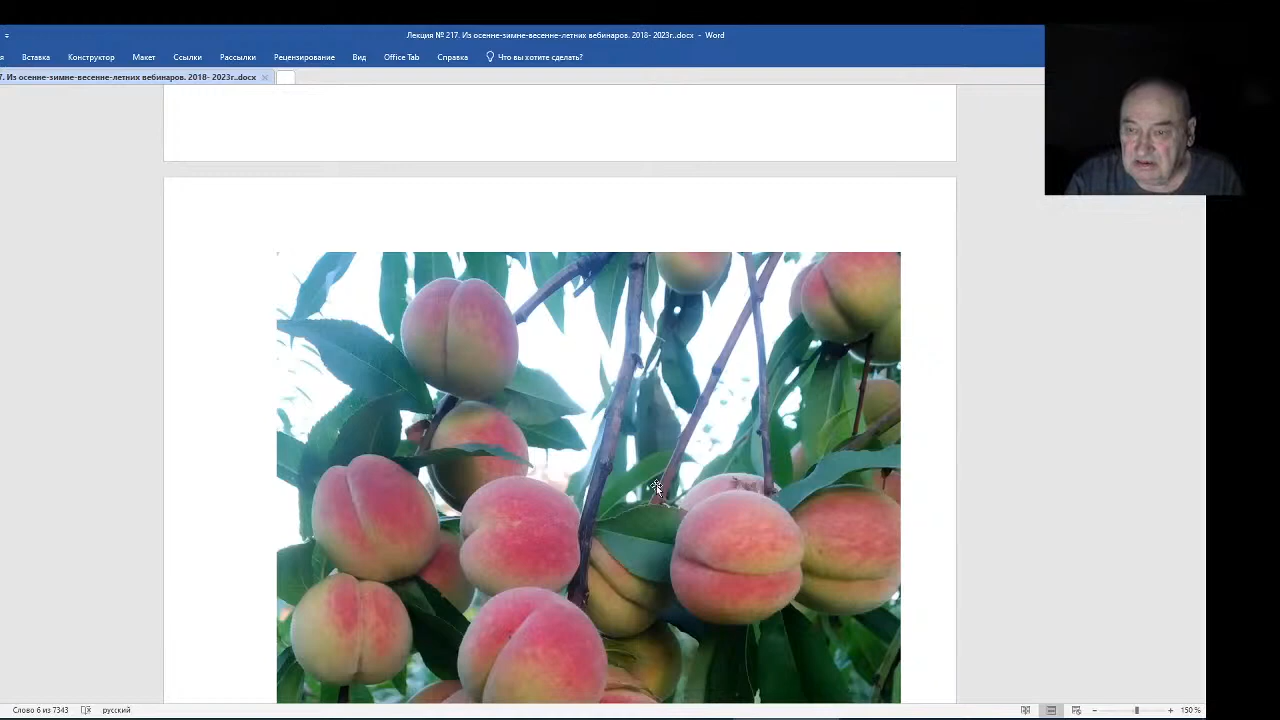 Лекция № 217. Из осенне-зимне-весенне-летних вебинаров. 2018- 2023г..docx - Word
Вставка Конструктор Макет Ссылки Рассылки Рецензирование Вид Office Tab Справка Что вы хотите сделать?
7. Из осенне-зимне-весенне-летних вебинаров. 2018- 2023г..docx
Слово 6 из 7343 русский 150 %